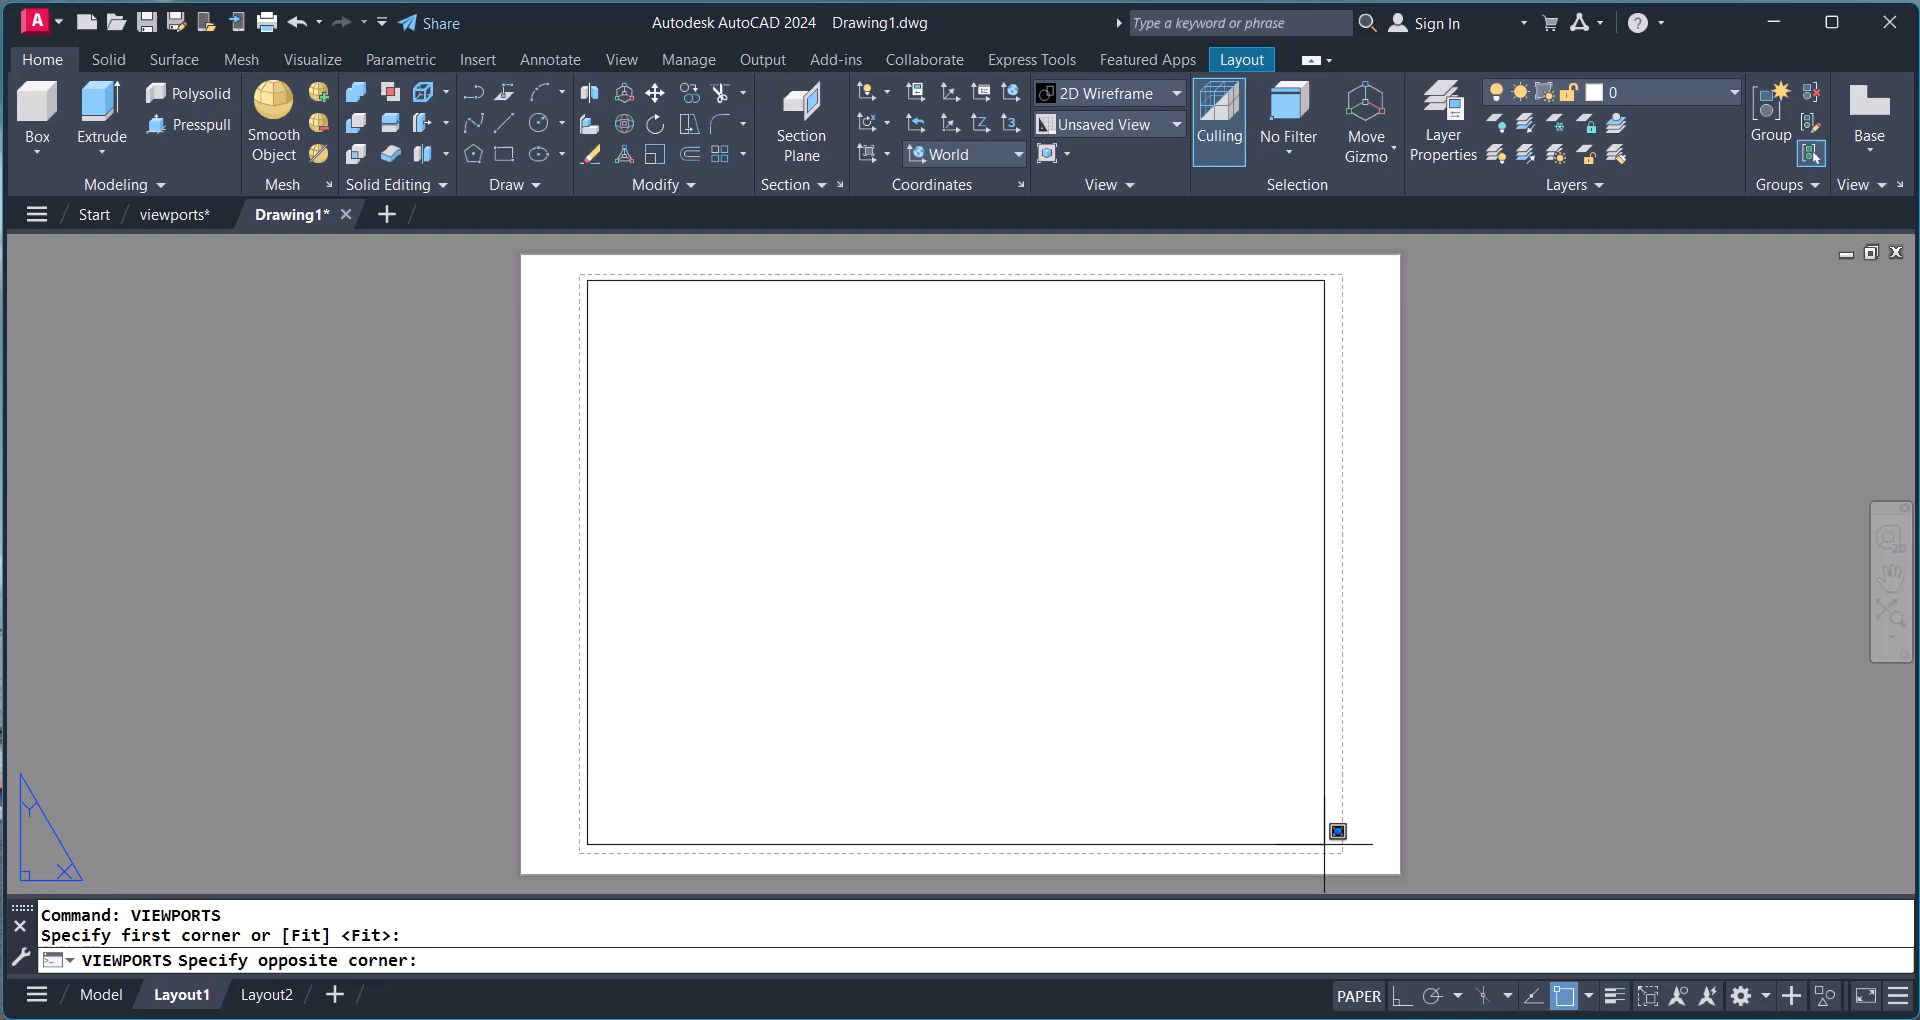 A Share Autodesk AutoCAD 2024 Drawing1.dwg Type a keyword or phrase Sign In
Home Solid Surface Mesh Visualize Parametric Insert Annotate View Manage Output Add-ins Collaborate Express Tools Featured Apps Layout
Box Extrude Polysolid Presspull
Smooth Object
Section Plane
World
2D Wireframe
Unsaved View
Culling No Filter Move Gizmo
Layer Properties
0
Group
Base
Modeling Mesh Solid Editing Draw Modify Section Coordinates View Selection Layers Groups View
Start viewports* Drawing1*
2D
Y
X
Command: VIEWPORTS
Specify first corner or [Fit] <Fit>:
VIEWPORTS Specify opposite corner:
Model Layout1 Layout2 PAPER